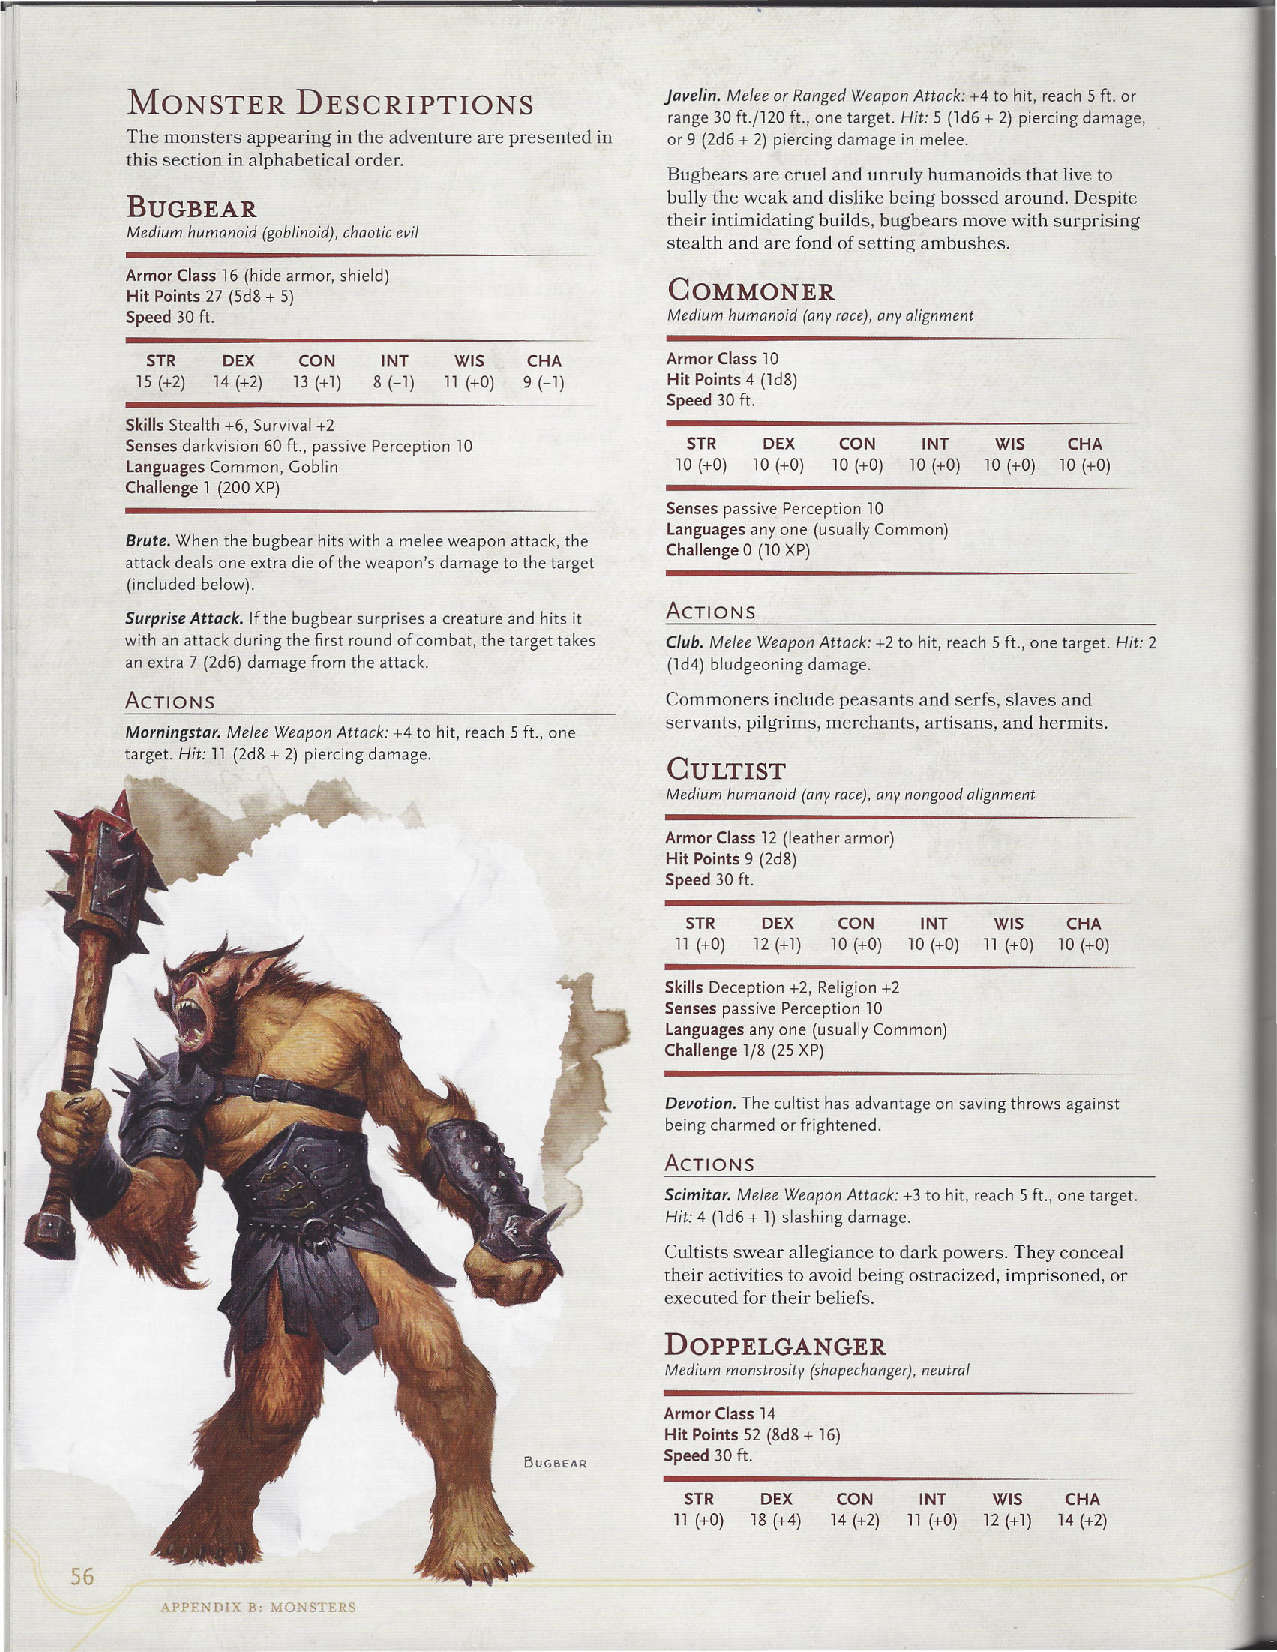 MONSTER DESCRIPTIONS
The monsters appearing in the adventure are presented in
this section in alphabetical order.
BUGBEAR
Medium humanoid (goblinoid), chaotic evil
Armor Class 16 (hide armor, shield)
Hit Points 27 (5d8 + 5)
Speed 30 ft.
STR DEX CON INT WIS CHA
15 (+2) 14 (+2) 13 (+1) 8 (−1) 11 (+0) 9 (−1)
Skills Stealth +6, Survival +2
Senses darkvision 60 ft., passive Perception 10
Languages Common, Goblin
Challenge 1 (200 XP)
Brute. When the bugbear hits with a melee weapon attack, the
attack deals one extra die of the weapon's damage to the target
(included below).
Surprise Attack. If the bugbear surprises a creature and hits it
with an attack during the first round of combat, the target takes
an extra 7 (2d6) damage from the attack.
ACTIONS
Morningstar. Melee Weapon Attack: +4 to hit, reach 5 ft., one
target. Hit: 11 (2d8 + 2) piercing damage.
BUGBEAR
Javelin. Melee or Ranged Weapon Attack: +4 to hit, reach 5 ft. or
range 30 ft./120 ft., one target. Hit: 5 (1d6 + 2) piercing damage,
or 9 (2d6 + 2) piercing damage in melee.
Bugbears are cruel and unruly humanoids that live to
bully the weak and dislike being bossed around. Despite
their intimidating builds, bugbears move with surprising
stealth and are fond of setting ambushes.
COMMONER
Medium humanoid (any race), any alignment
Armor Class 10
Hit Points 4 (1d8)
Speed 30 ft.
STR DEX CON INT WIS CHA
10 (+0) 10 (+0) 10 (+0) 10 (+0) 10 (+0) 10 (+0)
Senses passive Perception 10
Languages any one (usually Common)
Challenge 0 (10 XP)
ACTIONS
Club. Melee Weapon Attack: +2 to hit, reach 5 ft., one target. Hit: 2
(1d4) bludgeoning damage.
Commoners include peasants and serfs, slaves and
servants, pilgrims, merchants, artisans, and hermits.
CULTIST
Medium humanoid (any race), any nongood alignment
Armor Class 12 (leather armor)
Hit Points 9 (2d8)
Speed 30 ft.
STR DEX CON INT WIS CHA
11 (+0) 12 (+1) 10 (+0) 10 (+0) 11 (+0) 10 (+0)
Skills Deception +2, Religion +2
Senses passive Perception 10
Languages any one (usually Common)
Challenge 1/8 (25 XP)
Devotion. The cultist has advantage on saving throws against
being charmed or frightened.
ACTIONS
Scimitar. Melee Weapon Attack: +3 to hit, reach 5 ft., one target.
Hit: 4 (1d6 + 1) slashing damage.
Cultists swear allegiance to dark powers. They conceal
their activities to avoid being ostracized, imprisoned, or
executed for their beliefs.
DOPPELGANGER
Medium monstrosity (shapechanger), neutral
Armor Class 14
Hit Points 52 (8d8 + 16)
Speed 30 ft.
STR DEX CON INT WIS CHA
11 (+0) 18 (+4) 14 (+2) 11 (+0) 12 (+1) 14 (+2)
56
APPENDIX B: MONSTERS